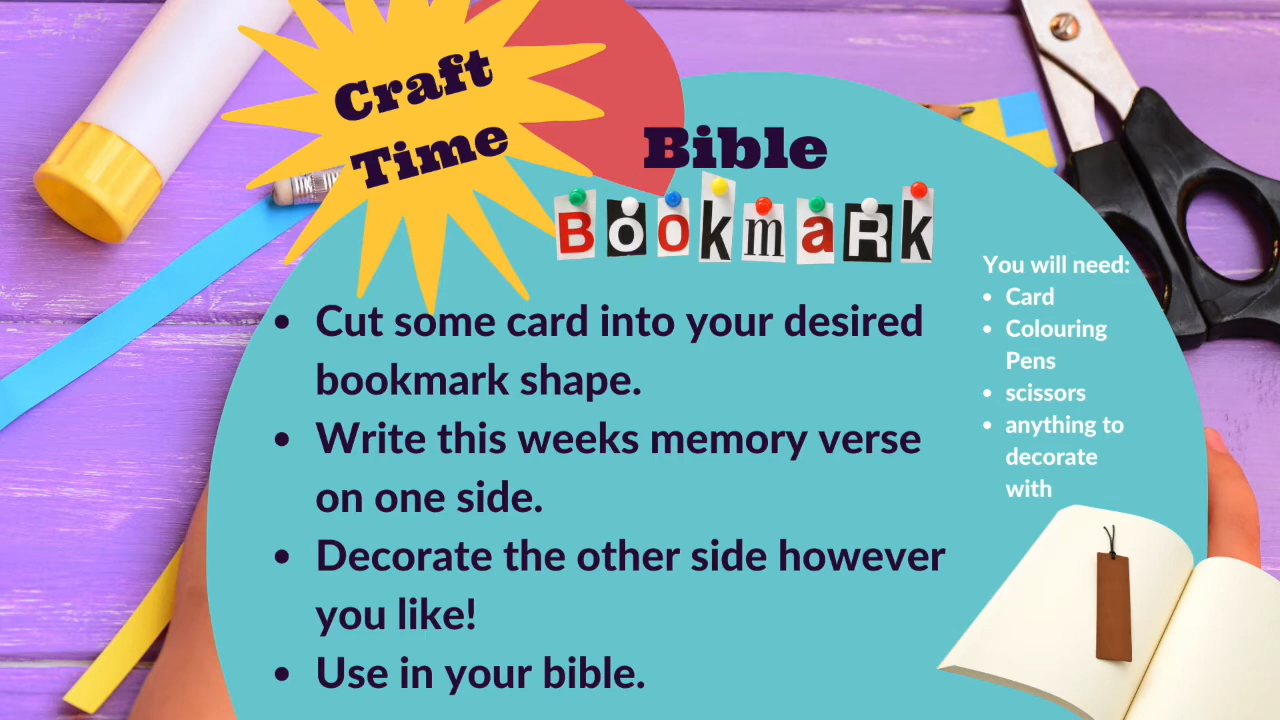 Craft
Time
Bible
Bookmark
• Cut some card into your desired
bookmark shape.
• Write this weeks memory verse
on one side.
• Decorate the other side however
you like!
• Use in your bible.
You will need:
• Card
• Colouring
Pens
• scissors
• anything to
decorate
with